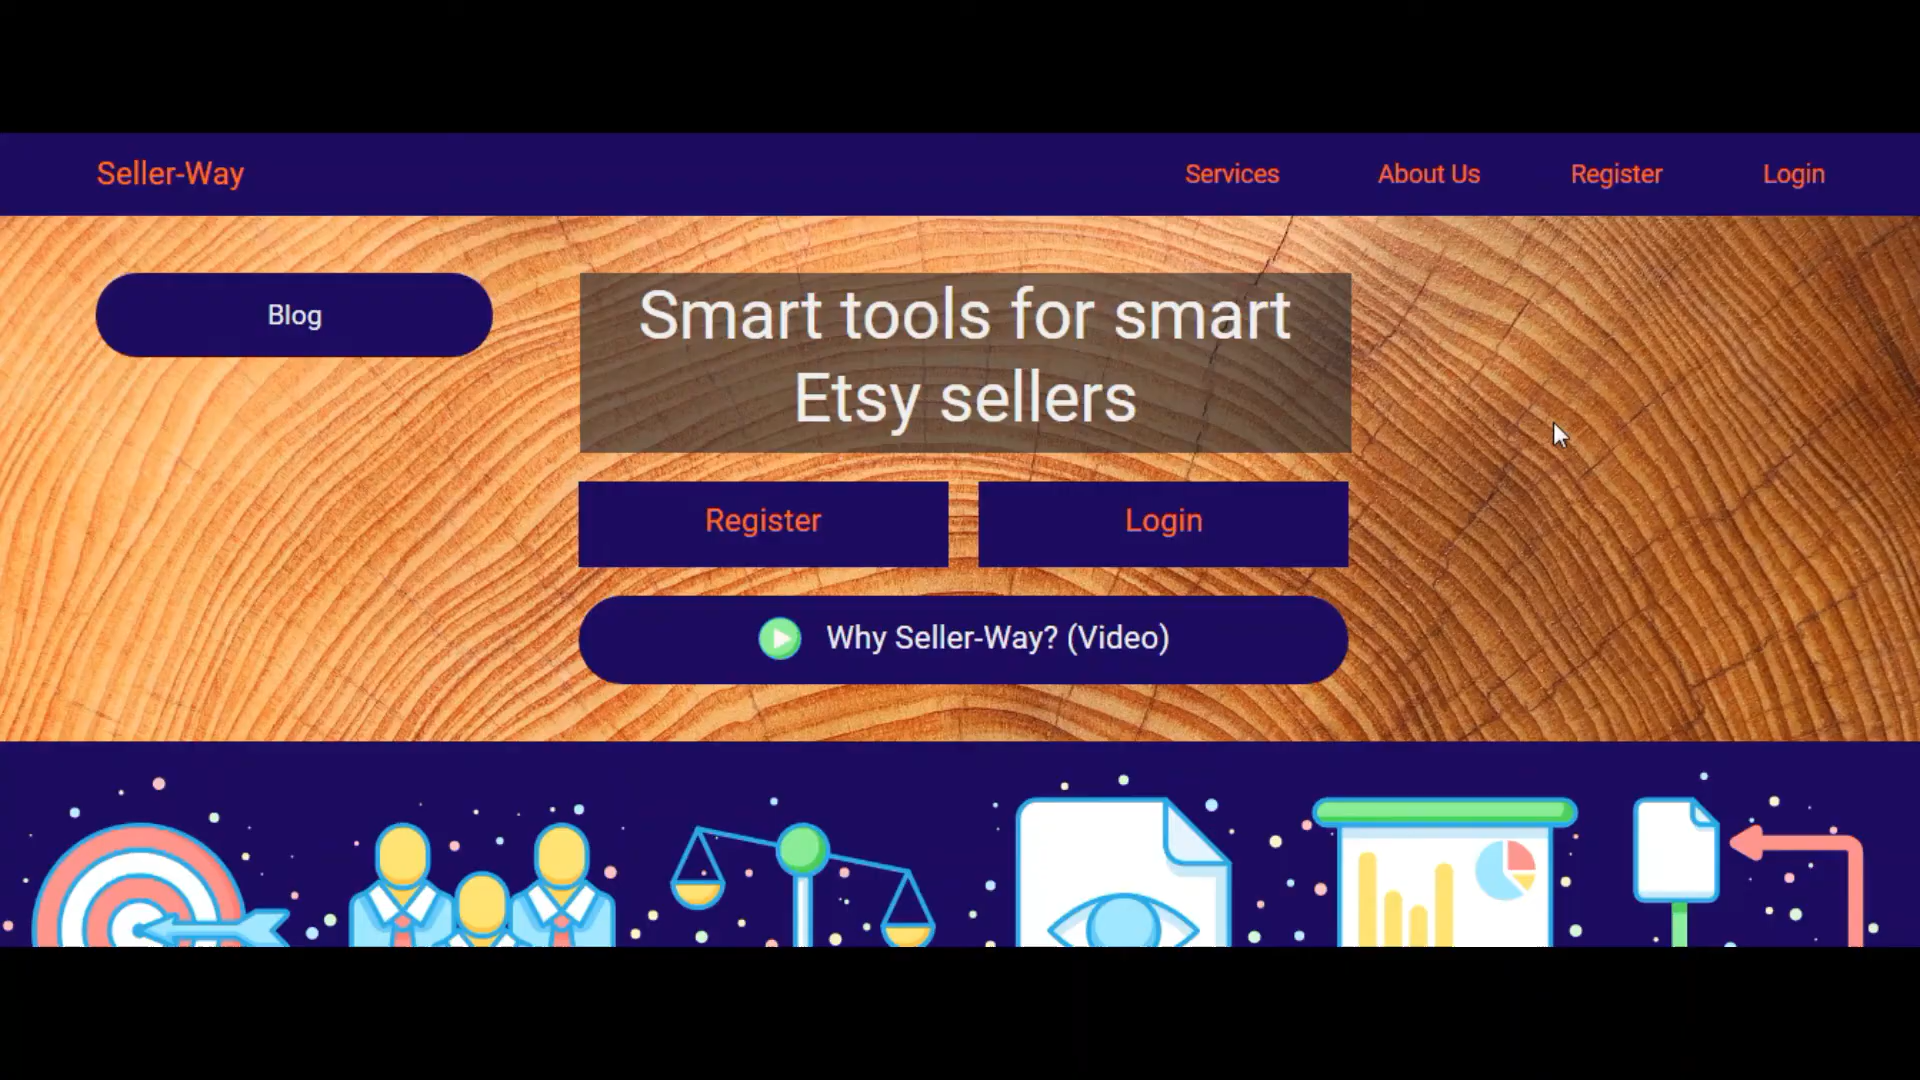 Seller-Way
Services
About Us
Register
Login
Blog
Smart tools for smart
Etsy sellers
Register
Login
Why Seller-Way? (Video)